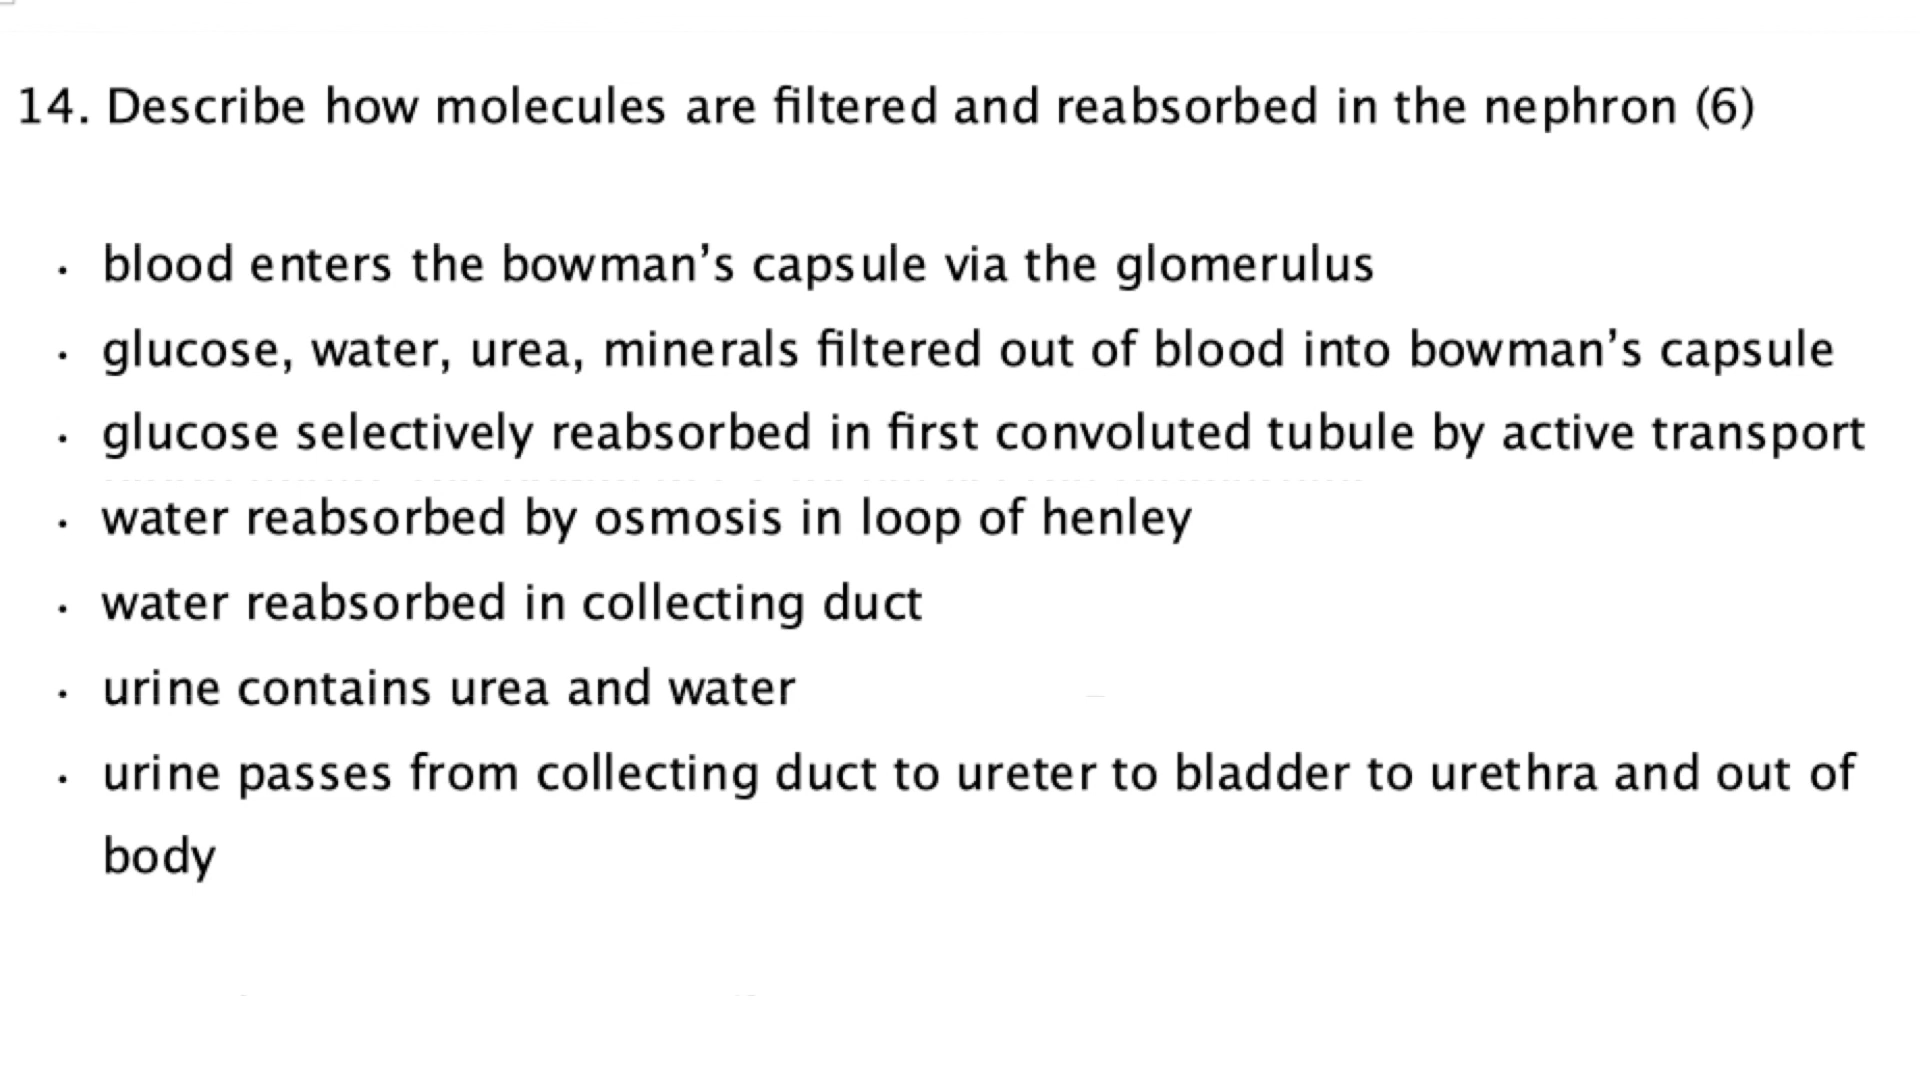 14. Describe how molecules are filtered and reabsorbed in the nephron (6)
· blood enters the bowman’s capsule via the glomerulus
· glucose, water, urea, minerals filtered out of blood into bowman’s capsule
· glucose selectively reabsorbed in first convoluted tubule by active transport
· water reabsorbed by osmosis in loop of henley
· water reabsorbed in collecting duct
· urine contains urea and water
· urine passes from collecting duct to ureter to bladder to urethra and out of
body